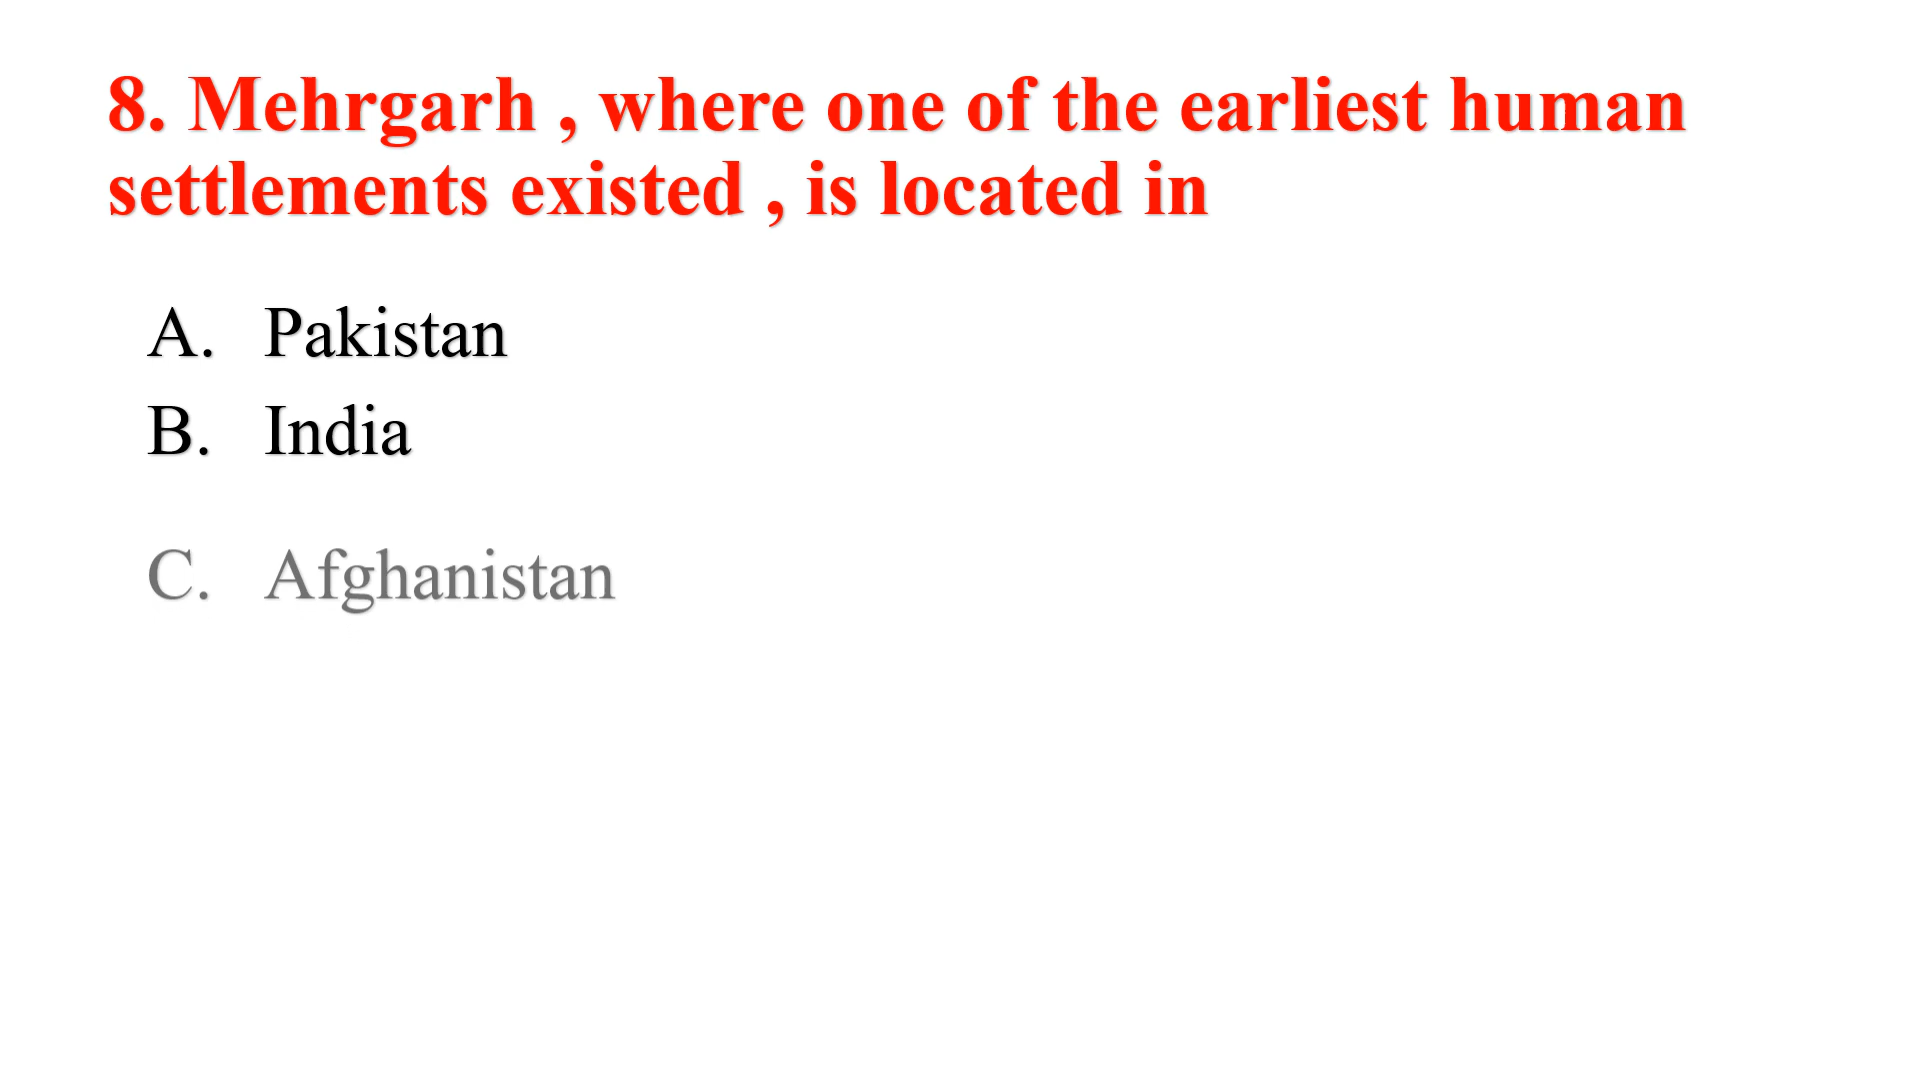 8. Mehrgarh , where one of the earliest human
settlements existed , is located in
A. Pakistan
B. India
C. Afghanistan